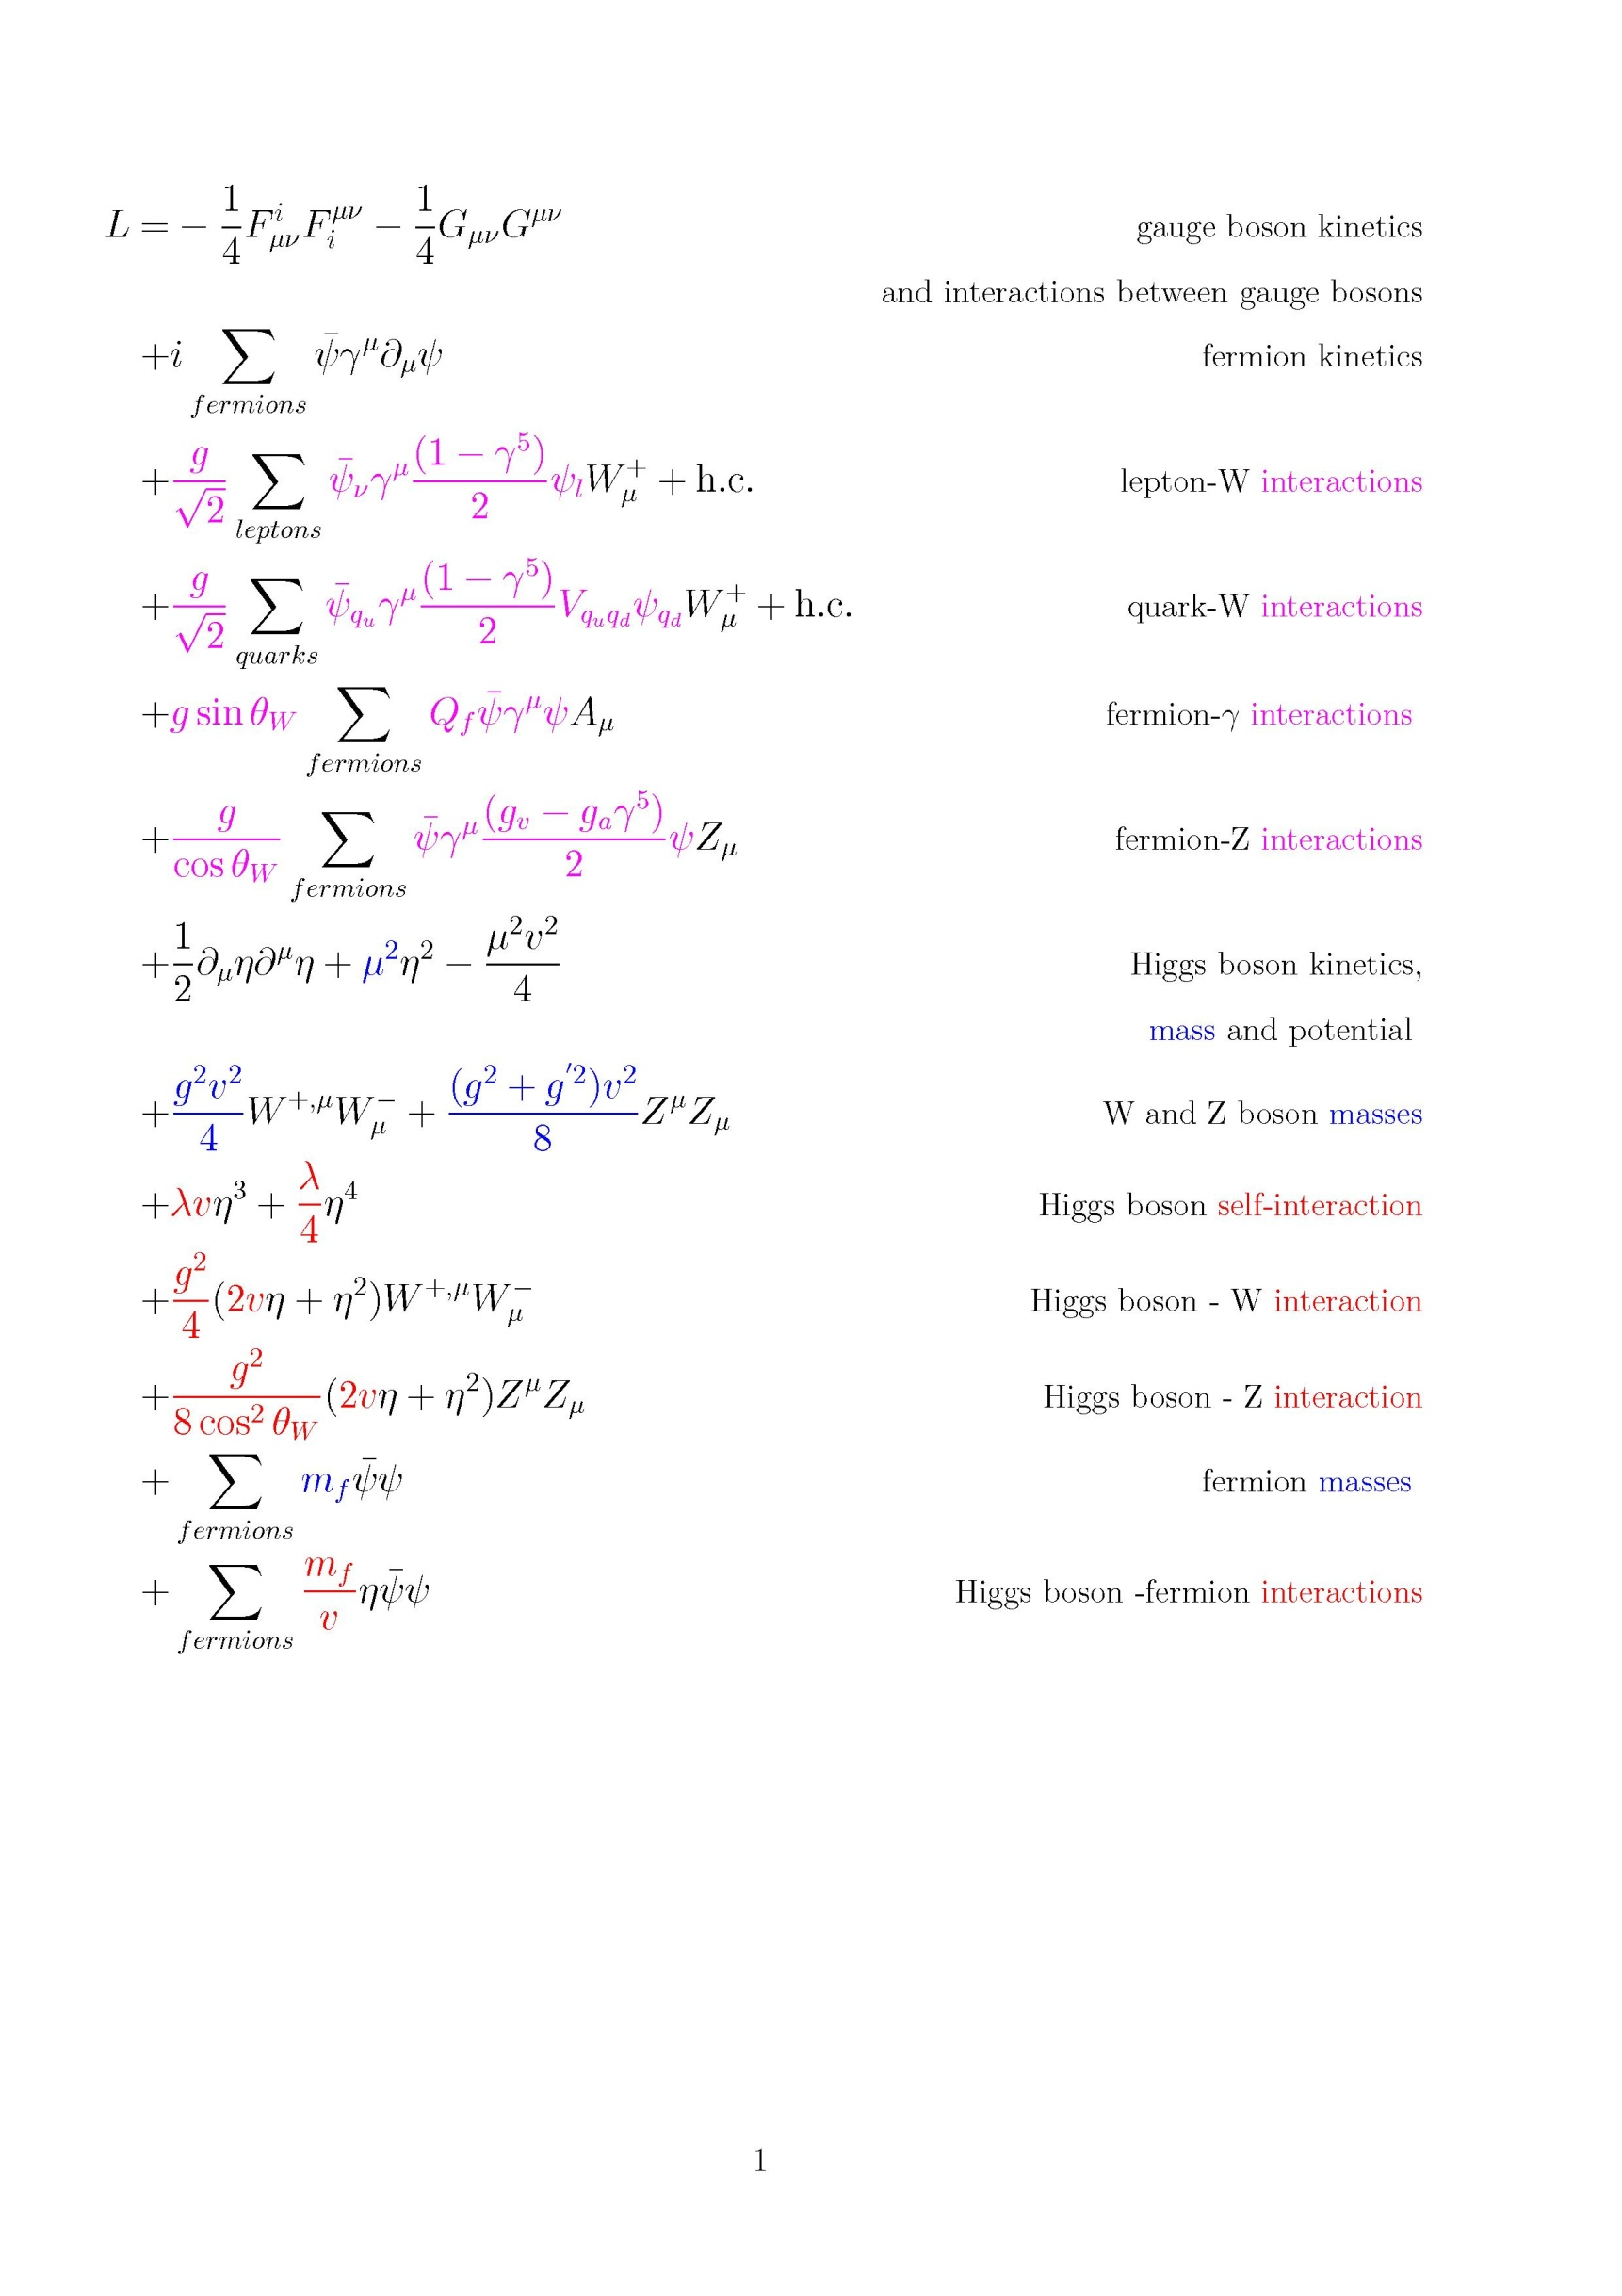 L = − 1/4 F^i_{μν} F_i^{μν} − 1/4 G_{μν} G^{μν} gauge boson kinetics
and interactions between gauge bosons
+i ∑_{fermions} ψ̄γ^μ ∂_μ ψ fermion kinetics
+ g/√2 ∑_{leptons} ψ̄_ν γ^μ (1 − γ^5)/2 ψ_l W_μ^+ + h.c. lepton-W interactions
+ g/√2 ∑_{quarks} ψ̄_{q_u} γ^μ (1 − γ^5)/2 V_{q_u q_d} ψ_{q_d} W_μ^+ + h.c. quark-W interactions
+g sin θ_W ∑_{fermions} Q_f ψ̄γ^μ ψ A_μ fermion-γ interactions
+ g/cos θ_W ∑_{fermions} ψ̄γ^μ (g_v − g_a γ^5)/2 ψ Z_μ fermion-Z interactions
+ 1/2 ∂_μ η ∂^μ η + μ^2 η^2 − μ^2 v^2/4 Higgs boson kinetics,
mass and potential
+ g^2 v^2/4 W^{+,μ} W_μ^− + (g^2 + g'^2)v^2/8 Z^μ Z_μ W and Z boson masses
+λvη^3 + λ/4 η^4 Higgs boson self-interaction
+ g^2/4 (2vη + η^2)W^{+,μ} W_μ^− Higgs boson - W interaction
+ g^2/8 cos^2 θ_W (2vη + η^2)Z^μ Z_μ Higgs boson - Z interaction
+ ∑_{fermions} m_f ψ̄ψ fermion masses
+ ∑_{fermions} m_f/v ηψ̄ψ Higgs boson -fermion interactions
1